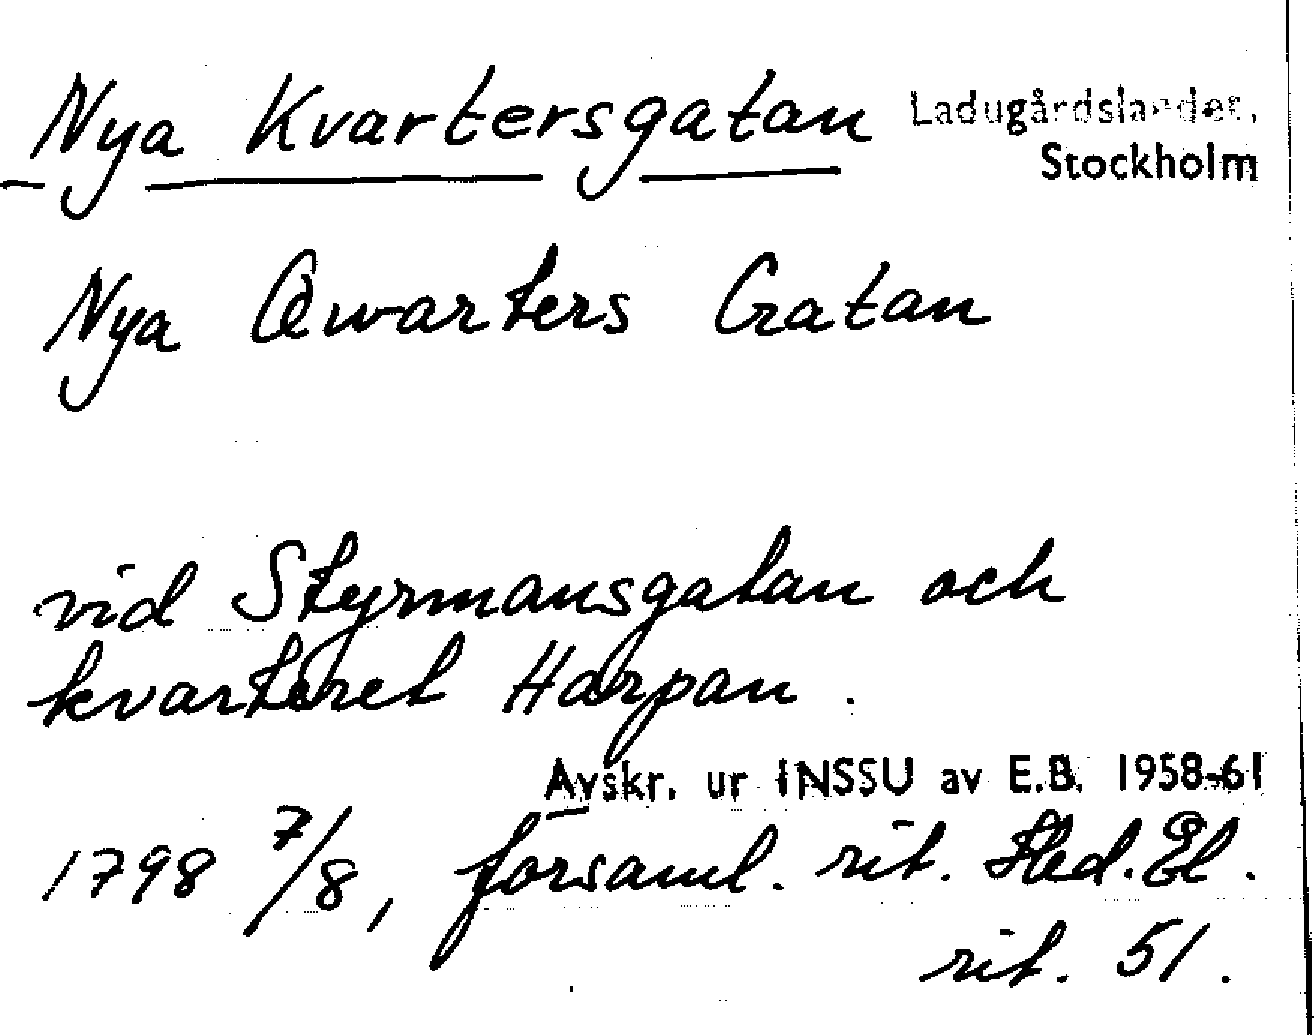 Nya Kvartersgatan Ladugårdslandet,
Stockholm
Nya Qwarters Gatan
vid Styrmansgatan och
kvarteret Harpan.
Avskr. ur INSSU av E.B. 1958-61
1798 7/8, församl. rit. Hed. El.
rit. 51.